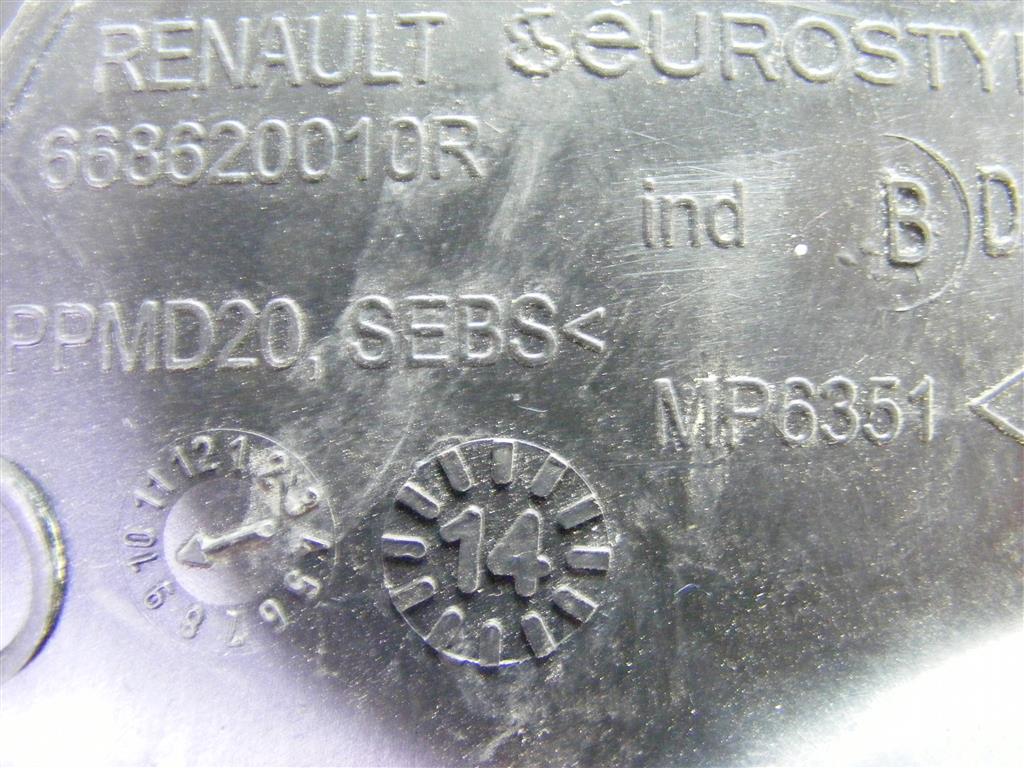 RENAULT eUROSTY
668620010R
ind B D
PPMD20, SEBS<
MP6351
12 1 2 3 4 5 6 7 8 9 10 11
14